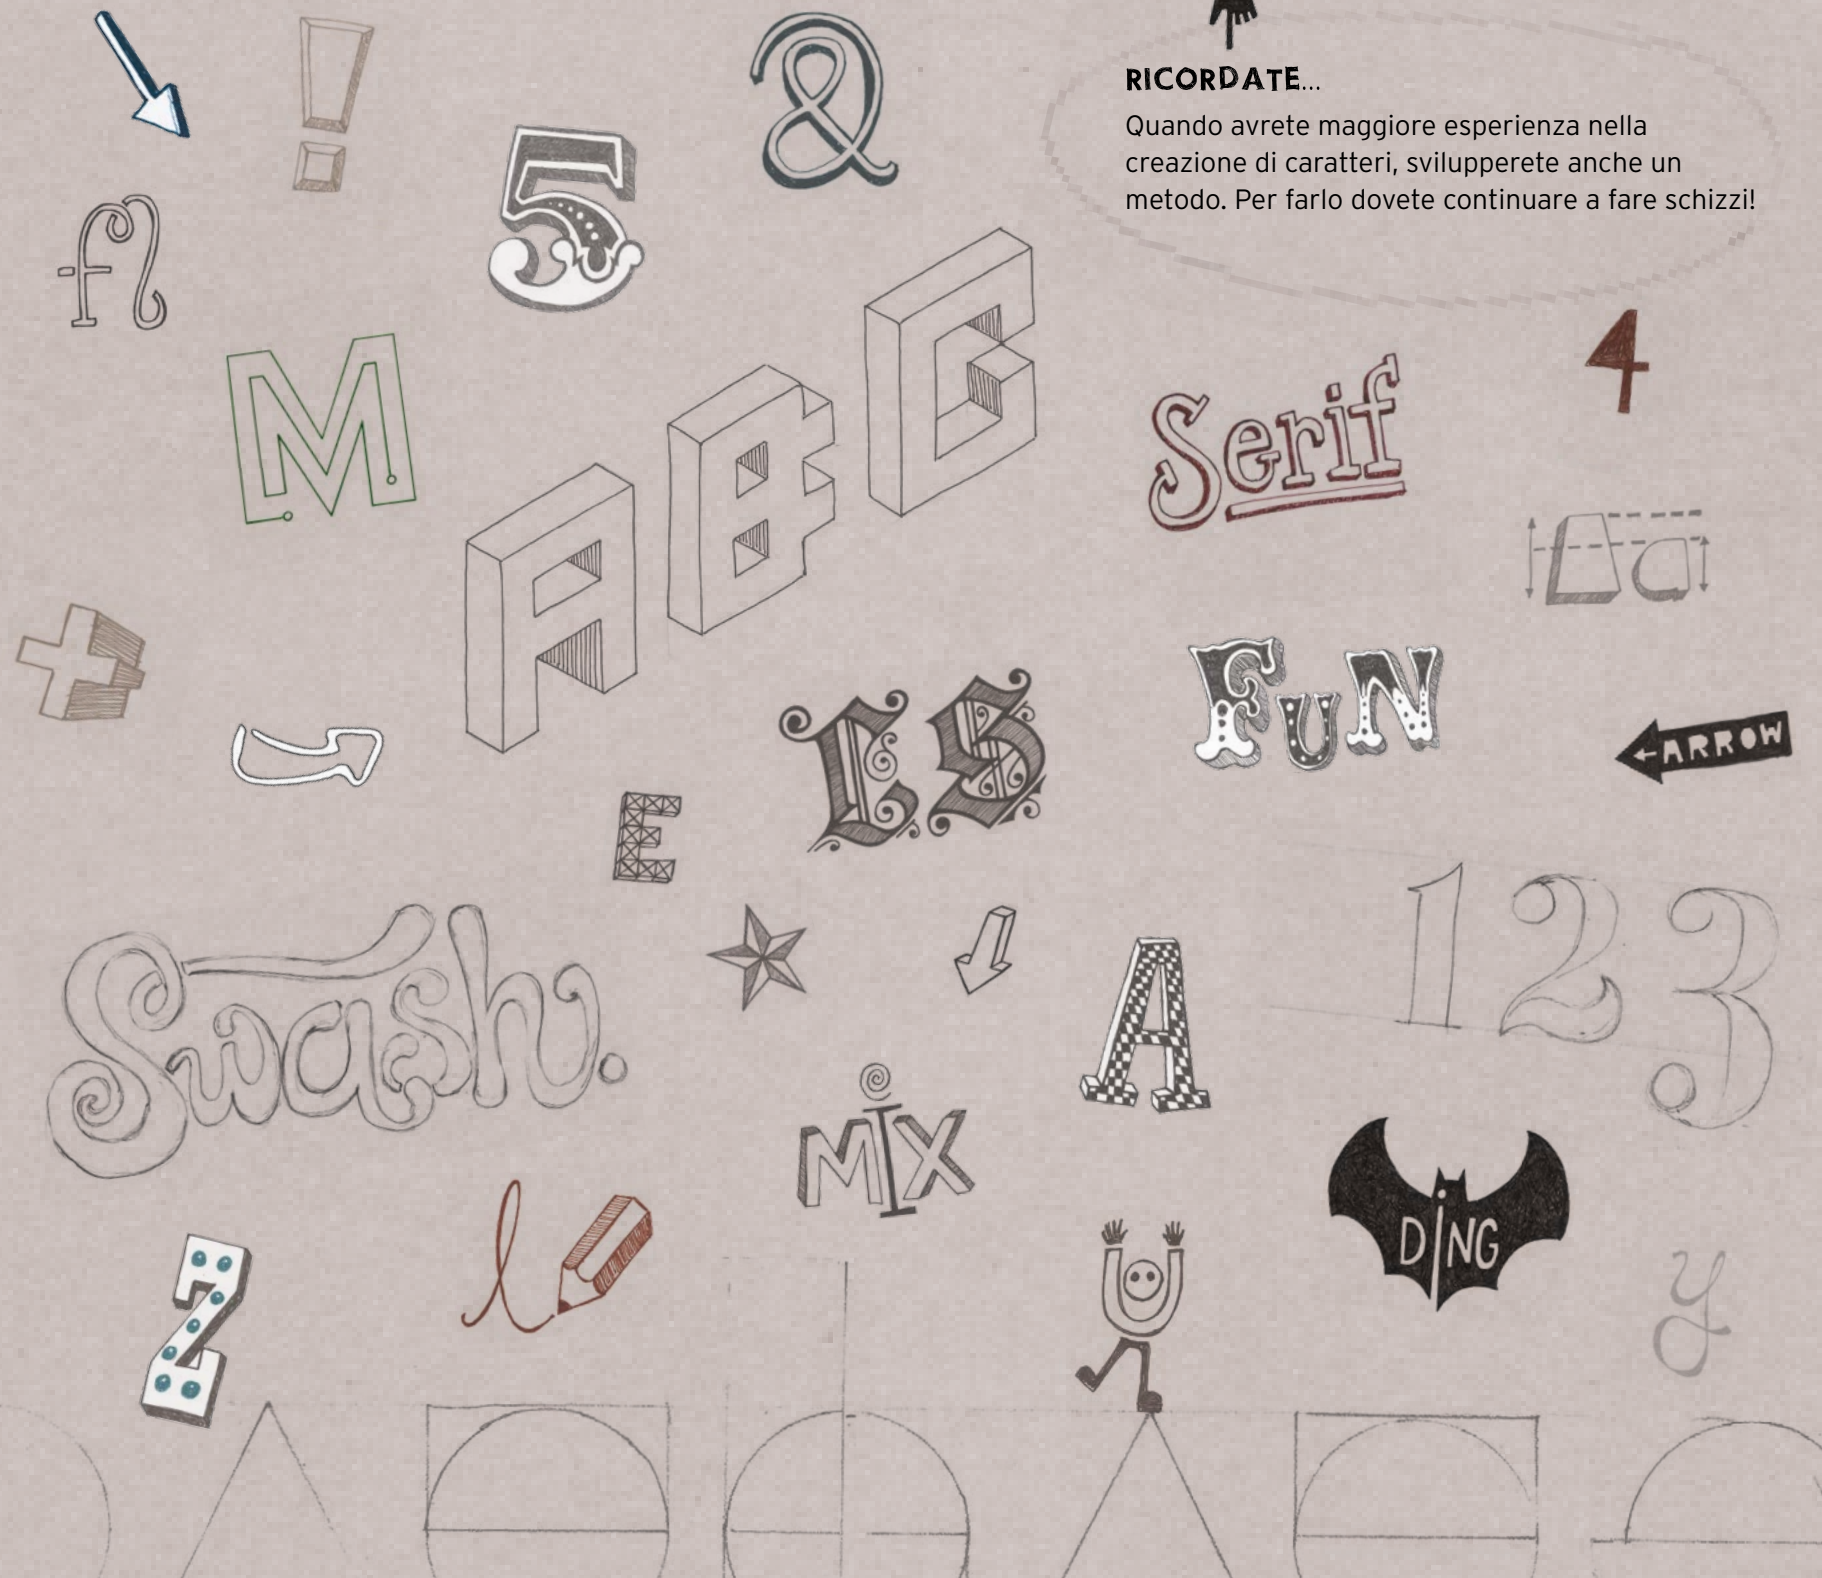 !
&
RICORDATE...
Quando avrete maggiore esperienza nella
creazione di caratteri, svilupperete anche un
metodo. Per farlo dovete continuare a fare schizzi!
5
fl
M
ABC
Serif
4
+
LS
FUN
←ARROW
E
Swash.
A
123
MIX
DING
Z
l
U
y